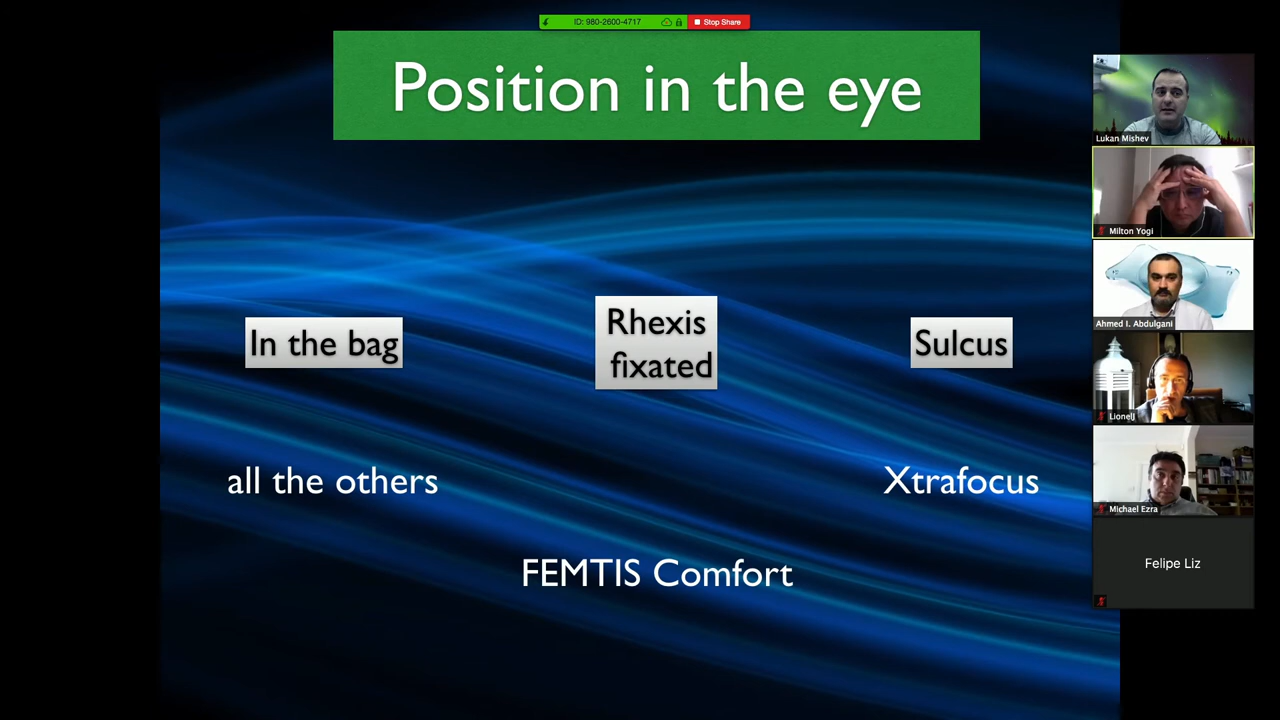 ID: 980-2600-4717
Stop Share
Position in the eye
In the bag
Rhexis
fixated
Sulcus
all the others
Xtrafocus
FEMTIS Comfort
Lukan Mishev
Milton Yogi
Ahmed I. Abdulgani
LionelJ
Michael Ezra
Felipe Liz